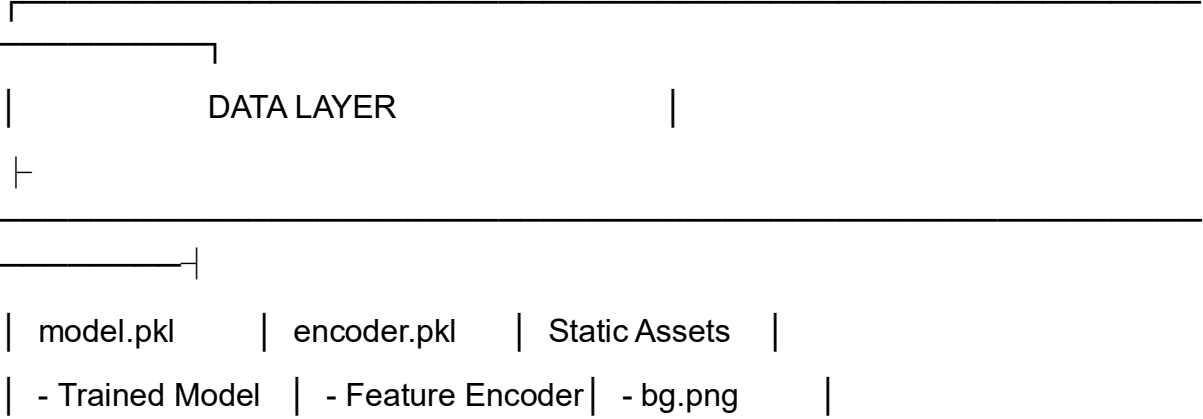 ┌─────────────────────────────────────────────────────
─────────┐
│ DATA LAYER │
├
─────────────────────────────────────────────────────
────────┤
│ model.pkl │ encoder.pkl │ Static Assets │
│ - Trained Model │ - Feature Encoder│ - bg.png │